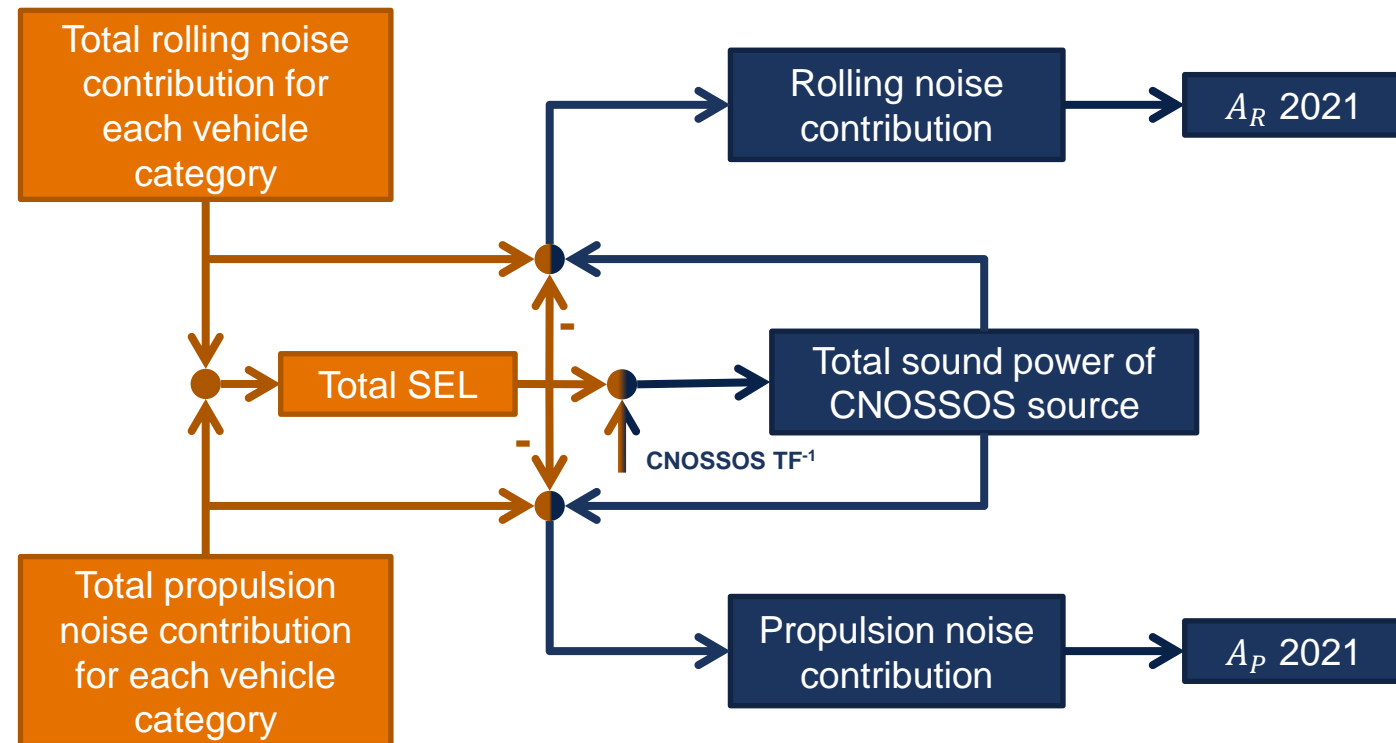 Total rolling noise
contribution for
each vehicle
category
Rolling noise
contribution
A_R 2021
-
Total SEL
Total sound power of
CNOSSOS source
-
CNOSSOS TF⁻¹
Total propulsion
noise contribution
for each vehicle
category
Propulsion noise
contribution
A_P 2021